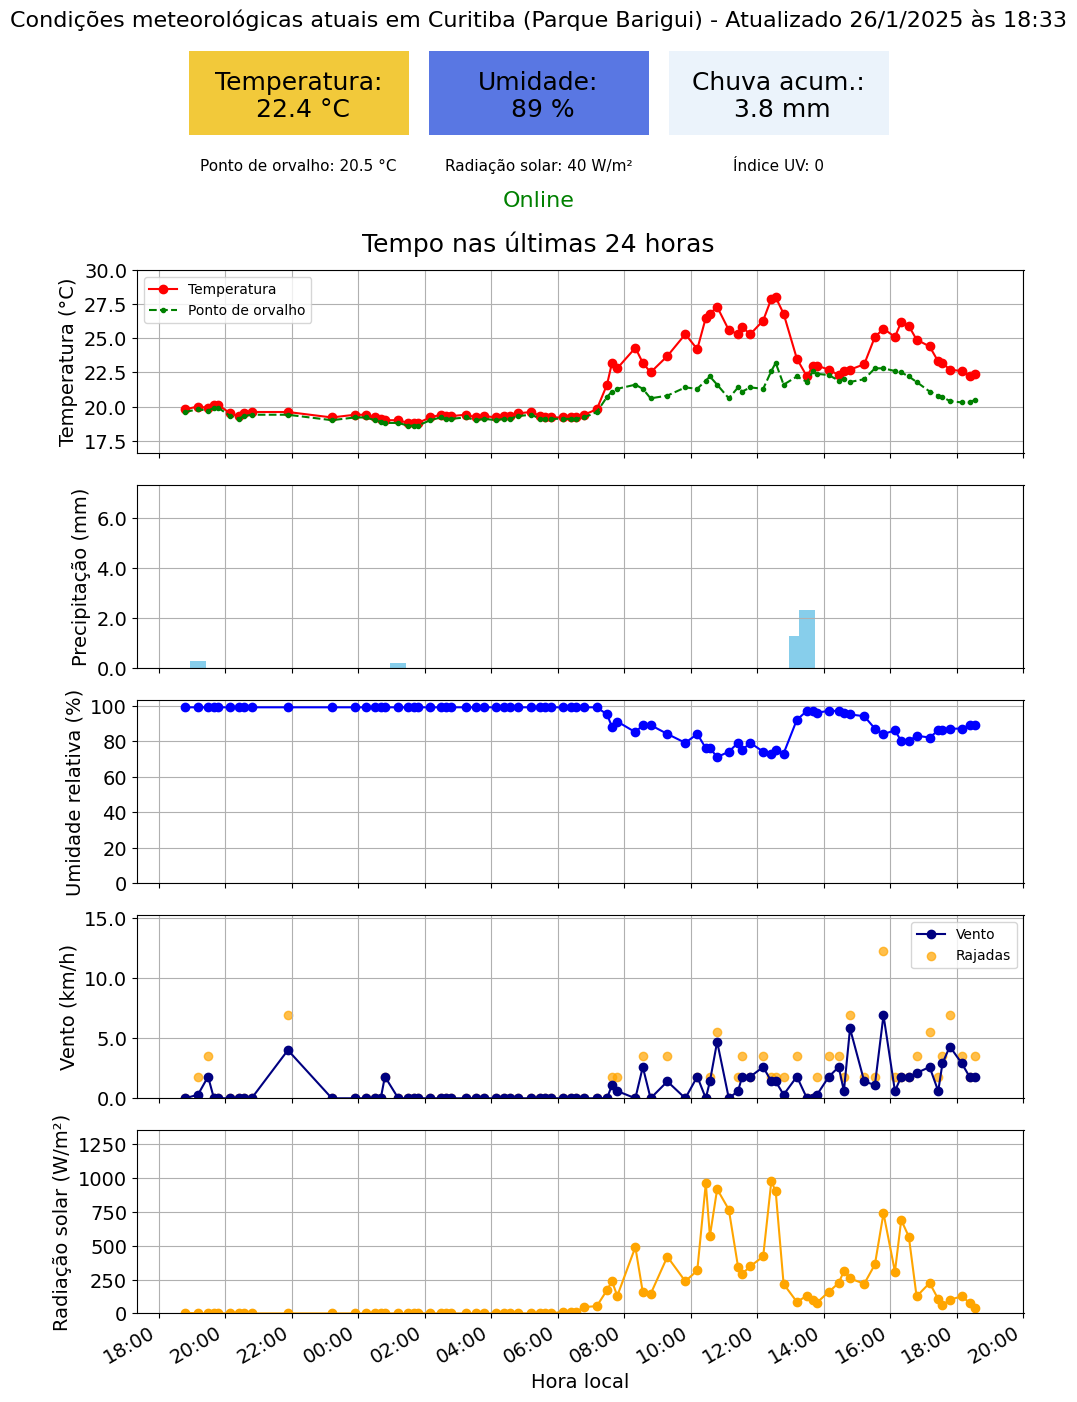 Condições meteorológicas atuais em Curitiba (Parque Barigui) - Atualizado 26/1/2025 às 18:33
Temperatura:
22.4 °C
Umidade:
89 %
Chuva acum.:
3.8 mm
Ponto de orvalho: 20.5 °C
Radiação solar: 40 W/m²
Índice UV: 0
Online
Tempo nas últimas 24 horas
Temperatura (°C)
30.0
27.5
25.0
22.5
20.0
17.5
Temperatura
Ponto de orvalho
Precipitação (mm)
6.0
4.0
2.0
0.0
Umidade relativa (%)
100
80
60
40
20
0
Vento (km/h)
15.0
10.0
5.0
0.0
Vento
Rajadas
Radiação solar (W/m²)
1250
1000
750
500
250
0
18:00
20:00
22:00
00:00
02:00
04:00
06:00
08:00
10:00
12:00
14:00
16:00
18:00
20:00
Hora local